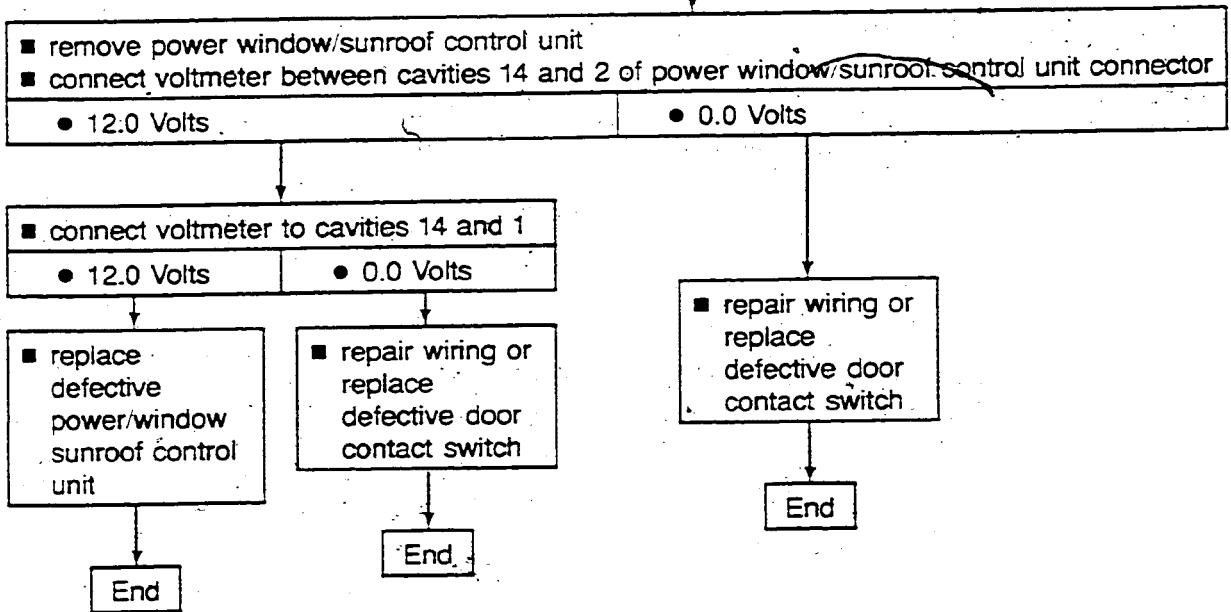 ■ remove power window/sunroof control unit
■ connect voltmeter between cavities 14 and 2 of power window/sunroof control unit connector
● 12.0 Volts
● 0.0 Volts
■ connect voltmeter to cavities 14 and 1
● 12.0 Volts
● 0.0 Volts
■ replace
defective
power/window
sunroof control
unit
■ repair wiring or
replace
defective door
contact switch
■ repair wiring or
replace
defective door
contact switch
End
End
End